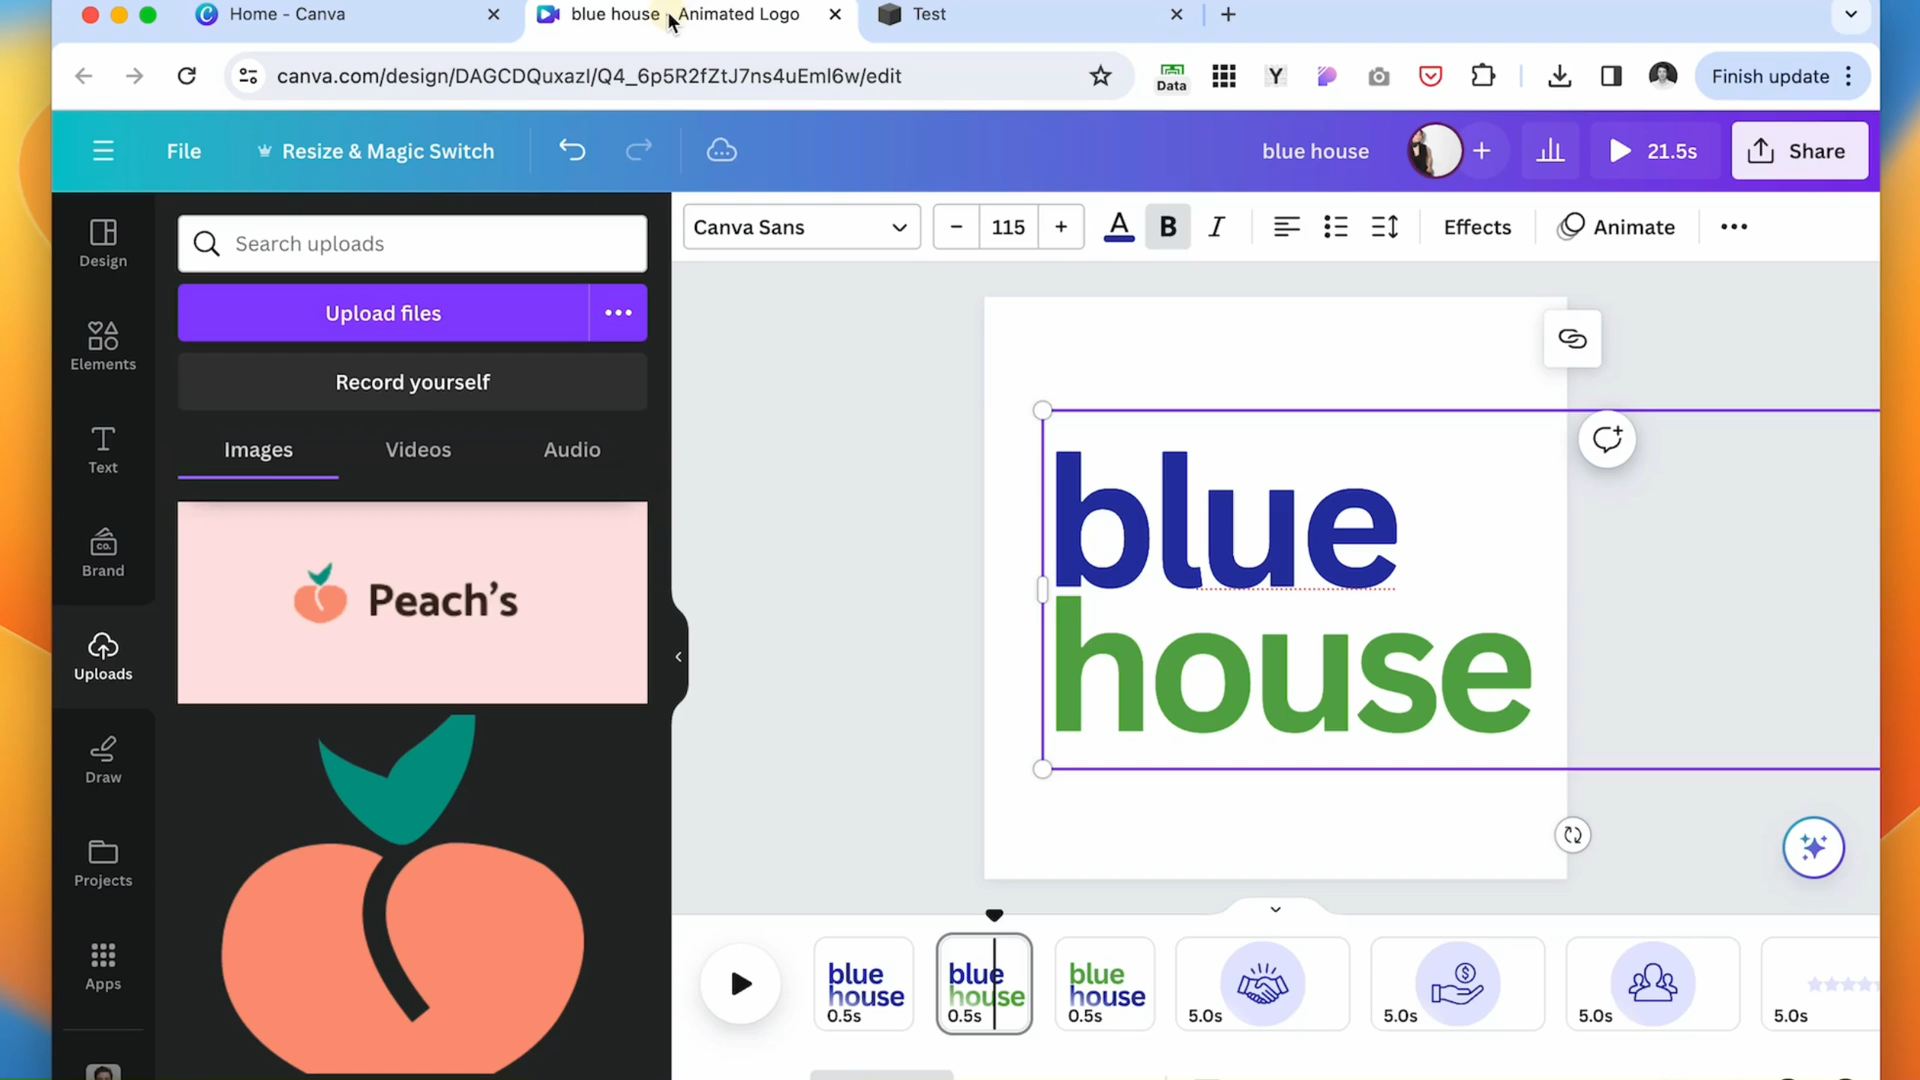 Home - Canva
blue house - Animated Logo
Test
canva.com/design/DAGCDQuxazI/Q4_6p5R2fZtJ7ns4uEml6w/edit
Data
Y
Finish update
File
Resize & Magic Switch
blue house
21.5s
Share
Design
Elements
Text
CO.
Brand
Uploads
Draw
Projects
Apps
Search uploads
Upload files
Record yourself
Images
Videos
Audio
Peach's
Canva Sans
115
A
B
I
Effects
Animate
blue
house
blue
house
0.5s
blue
house
0.5s
blue
house
0.5s
5.0s
$
5.0s
5.0s
5.0s